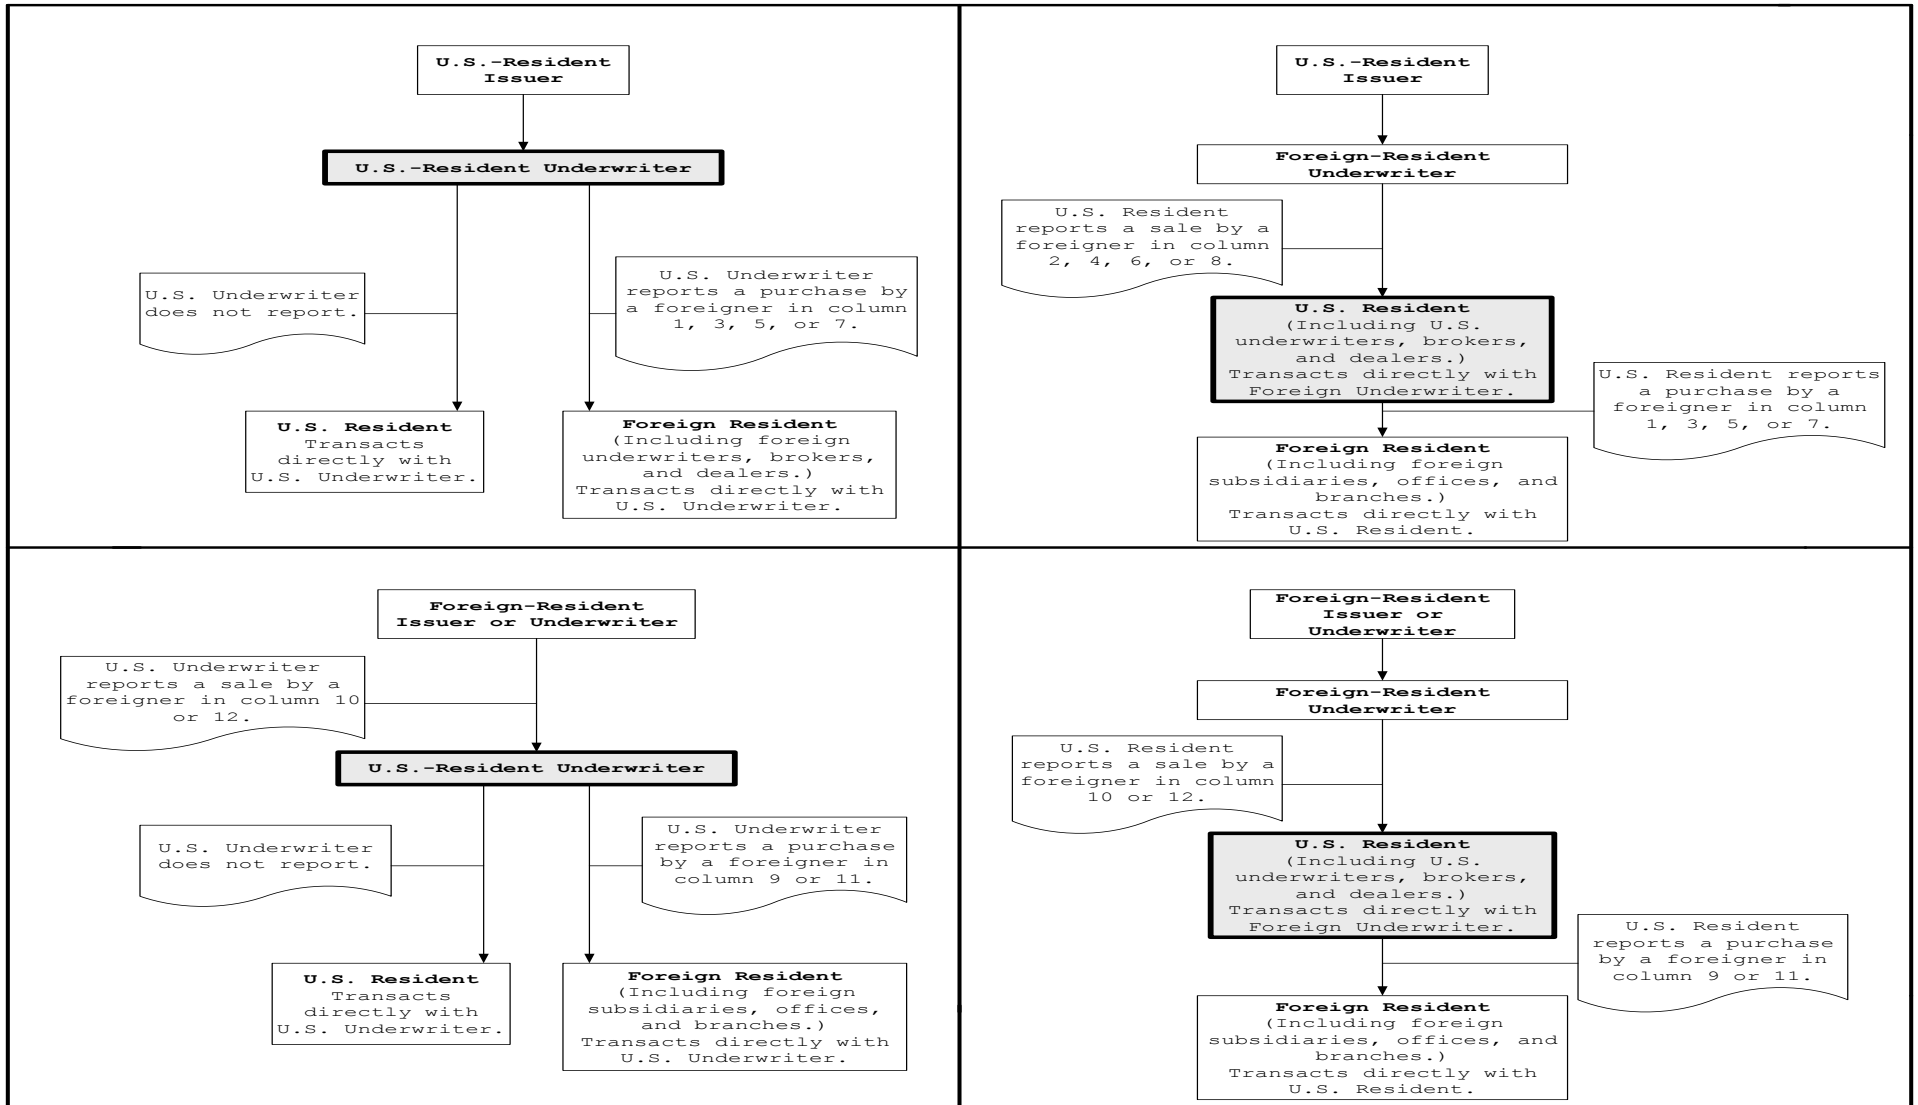 U.S.-Resident
Issuer
U.S.-Resident Underwriter
U.S. Underwriter
does not report.
U.S. Underwriter
reports a purchase by
a foreigner in column
1, 3, 5, or 7.
U.S. Resident
Transacts
directly with
U.S. Underwriter.
Foreign Resident
(Including foreign
underwriters, brokers,
and dealers.)
Transacts directly with
U.S. Underwriter.
U.S.-Resident
Issuer
Foreign-Resident
Underwriter
U.S. Resident
reports a sale by a
foreigner in column
2, 4, 6, or 8.
U.S. Resident
(Including U.S.
underwriters, brokers,
and dealers.)
Transacts directly with
Foreign Underwriter.
U.S. Resident reports
a purchase by a
foreigner in column
1, 3, 5, or 7.
Foreign Resident
(Including foreign
subsidiaries, offices, and
branches.)
Transacts directly with
U.S. Resident.
Foreign-Resident
Issuer or Underwriter
U.S. Underwriter
reports a sale by a
foreigner in column 10
or 12.
U.S.-Resident Underwriter
U.S. Underwriter
does not report.
U.S. Underwriter
reports a purchase
by a foreigner in
column 9 or 11.
U.S. Resident
Transacts
directly with
U.S. Underwriter.
Foreign Resident
(Including foreign
subsidiaries, offices,
and branches.)
Transacts directly with
U.S. Underwriter.
Foreign-Resident
Issuer or
Underwriter
Foreign-Resident
Underwriter
U.S. Resident
reports a sale by a
foreigner in column
10 or 12.
U.S. Resident
(Including U.S.
underwriters, brokers,
and dealers.)
Transacts directly with
Foreign Underwriter.
U.S. Resident
reports a purchase
by a foreigner in
column 9 or 11.
Foreign Resident
(Including foreign
subsidiaries, offices, and
branches.)
Transacts directly with
U.S. Resident.